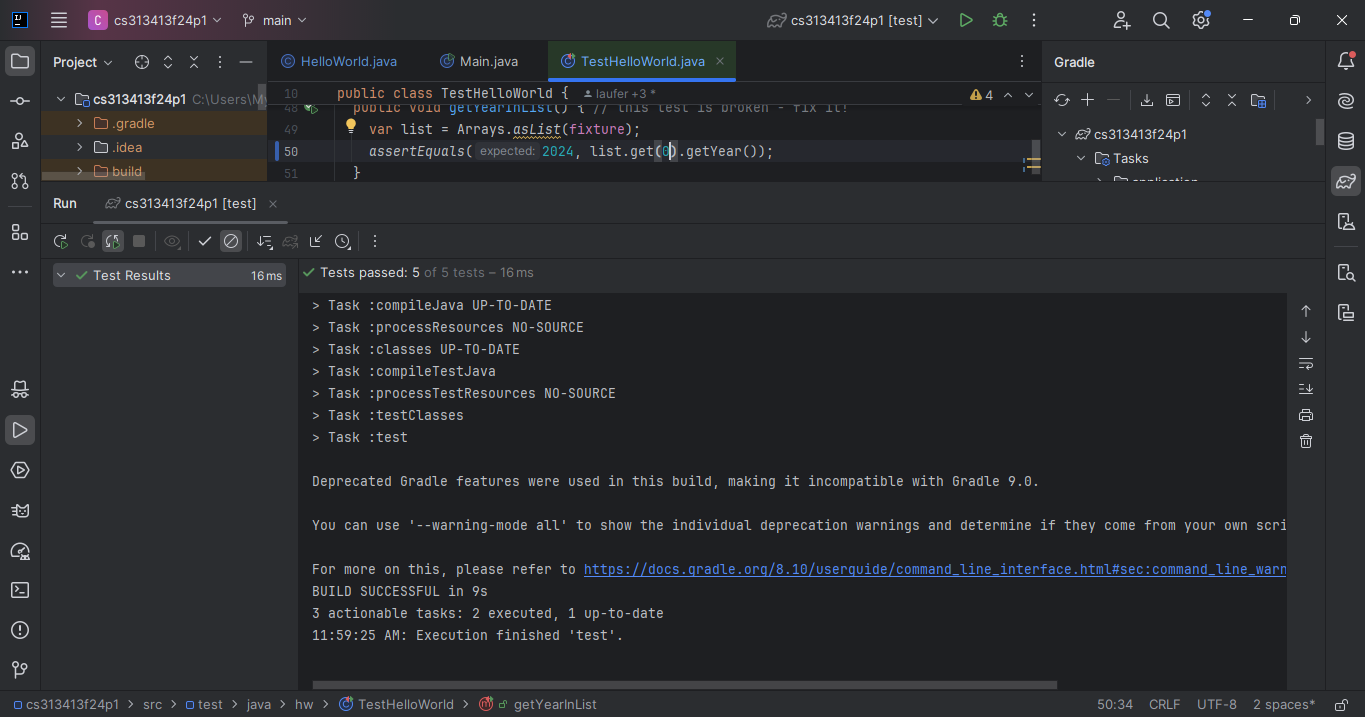 C cs313413f24p1 main cs313413f24p1 [test]
Project
cs313413f24p1 C:\Users\M
.gradle
.idea
build
HelloWorld.java Main.java TestHelloWorld.java
10 public class TestHelloWorld { laufer +3 * 4
48 public void getYearInList() { // this test is broken - fix it!
49 var list = Arrays.asList(fixture);
50 assertEquals( expected: 2024, list.get(0).getYear());
51 }
Gradle
cs313413f24p1
Tasks
application
Run cs313413f24p1 [test]
Test Results 16 ms
Tests passed: 5 of 5 tests – 16 ms
> Task :compileJava UP-TO-DATE
> Task :processResources NO-SOURCE
> Task :classes UP-TO-DATE
> Task :compileTestJava
> Task :processTestResources NO-SOURCE
> Task :testClasses
> Task :test
Deprecated Gradle features were used in this build, making it incompatible with Gradle 9.0.
You can use '--warning-mode all' to show the individual deprecation warnings and determine if they come from your own scri
For more on this, please refer to https://docs.gradle.org/8.10/userguide/command_line_interface.html#sec:command_line_warn
BUILD SUCCESSFUL in 9s
3 actionable tasks: 2 executed, 1 up-to-date
11:59:25 AM: Execution finished 'test'.
cs313413f24p1 > src > test > java > hw > TestHelloWorld > getYearInList 50:34 CRLF UTF-8 2 spaces*